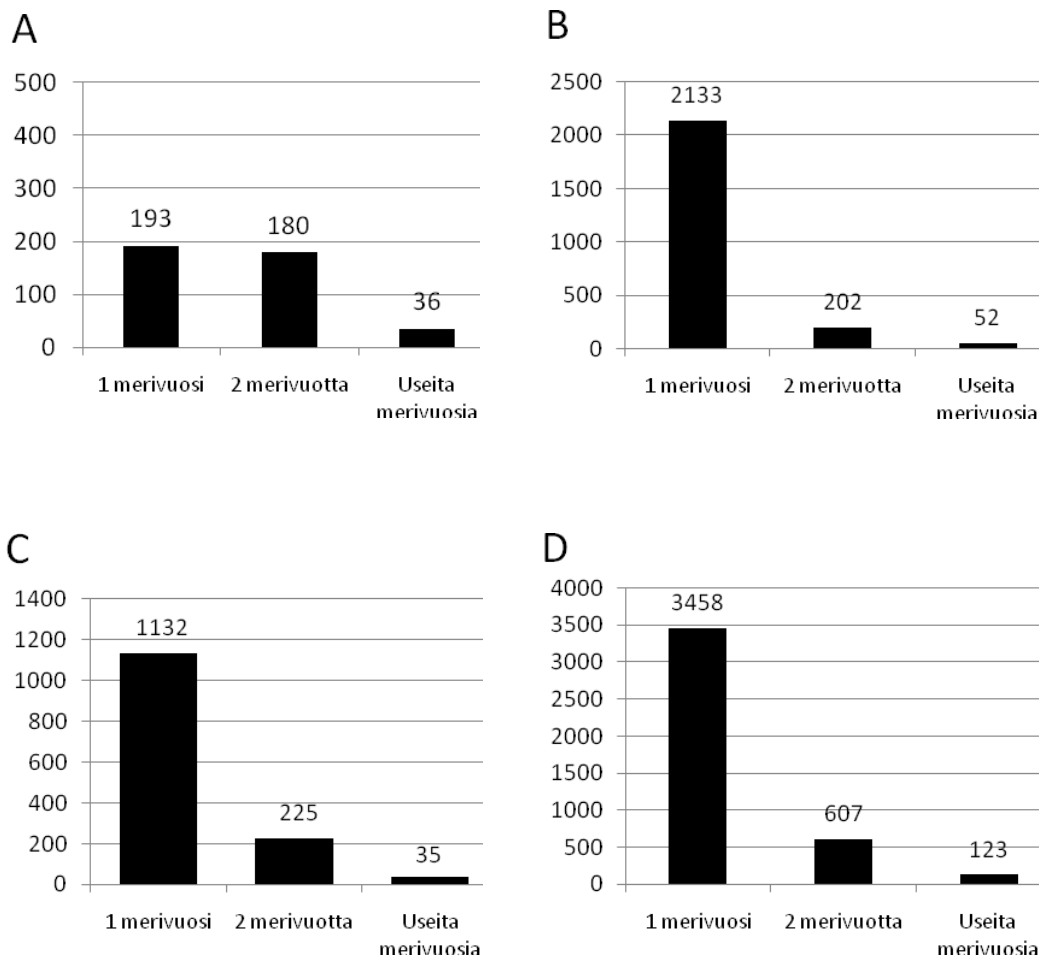 A
500
400
300
200
100
0
193
180
36
1 merivuosi
2 merivuotta
Useita
merivuosia
B
2500
2000
1500
1000
500
0
2133
202
52
1 merivuosi
2 merivuotta
Useita
merivuosia
C
1400
1200
1000
800
600
400
200
0
1132
225
35
1 merivuosi
2 merivuotta
Useita
merivuosia
D
4000
3500
3000
2500
2000
1500
1000
500
0
3458
607
123
1 merivuosi
2 merivuotta
Useita
merivuosia